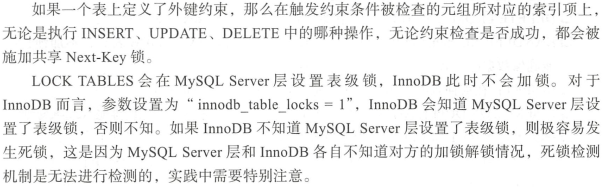 如果一个表上定义了外键约束，那么在触发约束条件被检查的元组所对应的索引项上，
无论是执行 INSERT、UPDATE、DELETE 中的哪种操作，无论约束检查是否成功，都会被
施加共享 Next-Key 锁。
LOCK TABLES 会在 MySQL Server 层设置表级锁，InnoDB 此时不会加锁。对于
InnoDB 而言，参数设置为 “ innodb_table_locks = 1”，InnoDB 会知道 MySQL Server 层设
置了表级锁，否则不知。如果 InnoDB 不知道 MySQL Server 层设置了表级锁，则极容易发
生死锁，这是因为 MySQL Server 层和 InnoDB 各自不知道对方的加锁解锁情况，死锁检测
机制是无法进行检测的，实践中需要特别注意。